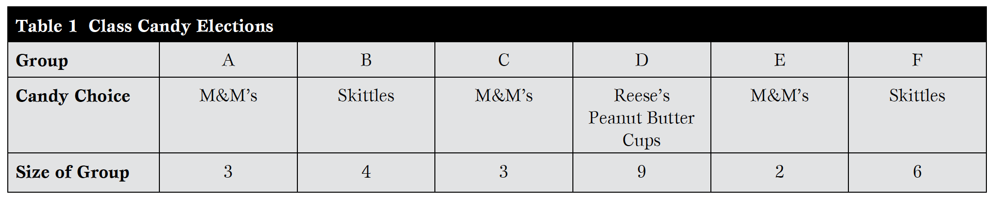 Table 1 Class Candy Elections
Group A B C D E F
Candy Choice M&M’s Skittles M&M’s Reese’s Peanut Butter Cups M&M’s Skittles
Size of Group 3 4 3 9 2 6